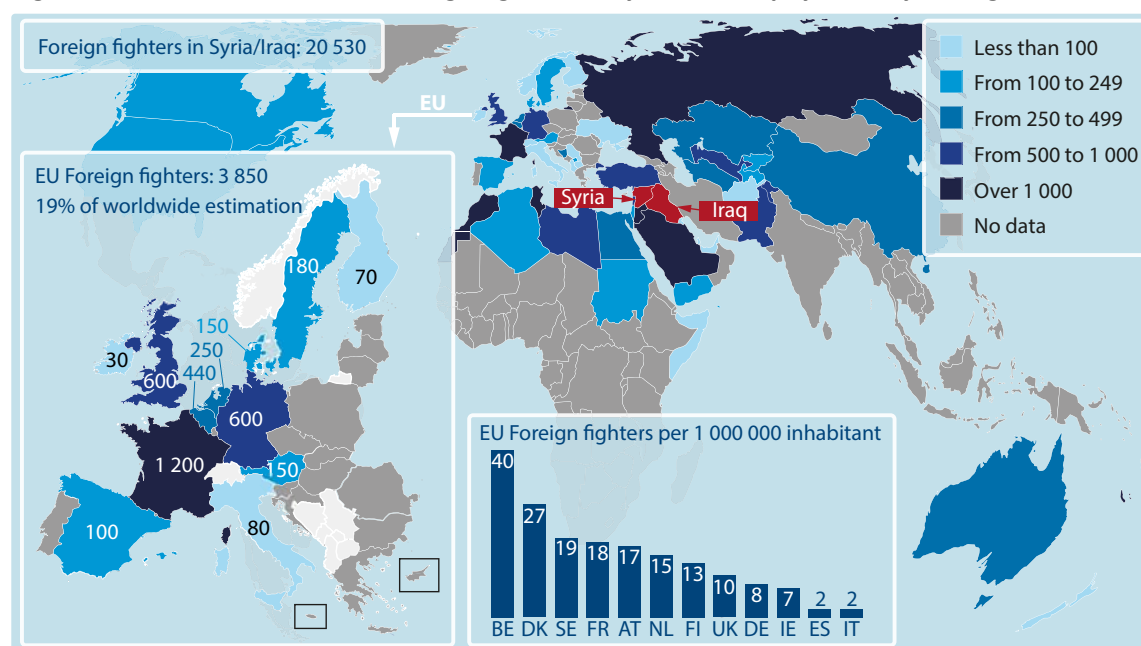 Foreign fighters in Syria/Iraq: 20 530
EU
Less than 100
From 100 to 249
From 250 to 499
From 500 to 1 000
Over 1 000
No data
Syria
Iraq
EU Foreign fighters: 3 850
19% of worldwide estimation
180
70
150
250
440
30
600
600
1 200
150
100
80
EU Foreign fighters per 1 000 000 inhabitant
40 27 19 18 17 15 13 10 8 7 2 2
BE DK SE FR AT NL FI UK DE IE ES IT